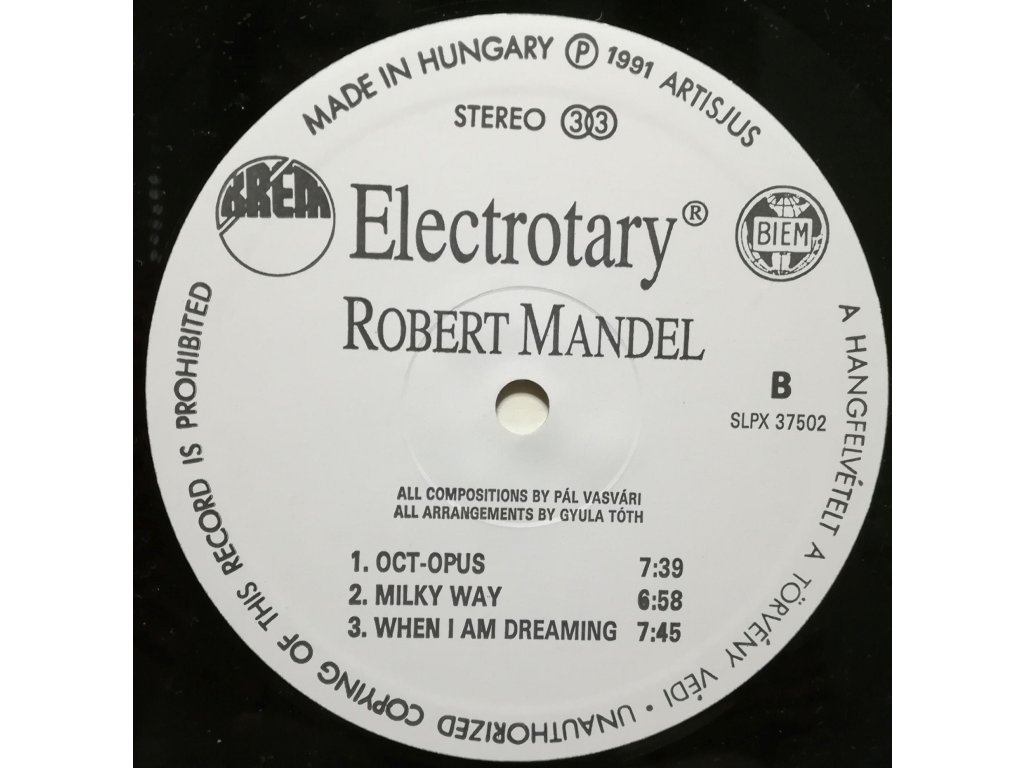 MADE IN HUNGARY Ⓟ 1991 ARTISJUS
STEREO 33
KRÉM
Electrotary®
BIEM
ROBERT MANDEL
B
SLPX 37502
ALL COMPOSITIONS BY PÁL VASVÁRI
ALL ARRANGEMENTS BY GYULA TÓTH
1. OCT-OPUS 7:39
2. MILKY WAY 6:58
3. WHEN I AM DREAMING 7:45
A HANGFELVÉTELT A TÖRVÉNY VÉDI • UNAUTHORIZED COPYING OF THIS RECORD IS PROHIBITED